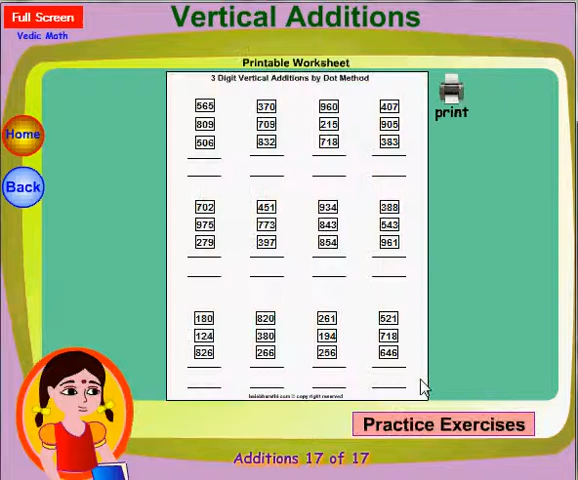 Full Screen
Vertical Additions
Vedic Math
Printable Worksheet
3 Digit Vertical Additions by Dot Method
565 370 960 407
809 709 215 905
506 832 718 383
print
Home
Back
702 451 934 388
975 773 843 543
279 397 854 961
180 820 261 521
124 380 194 718
826 266 256 646
copy right reserved
Practice Exercises
Additions 17 of 17